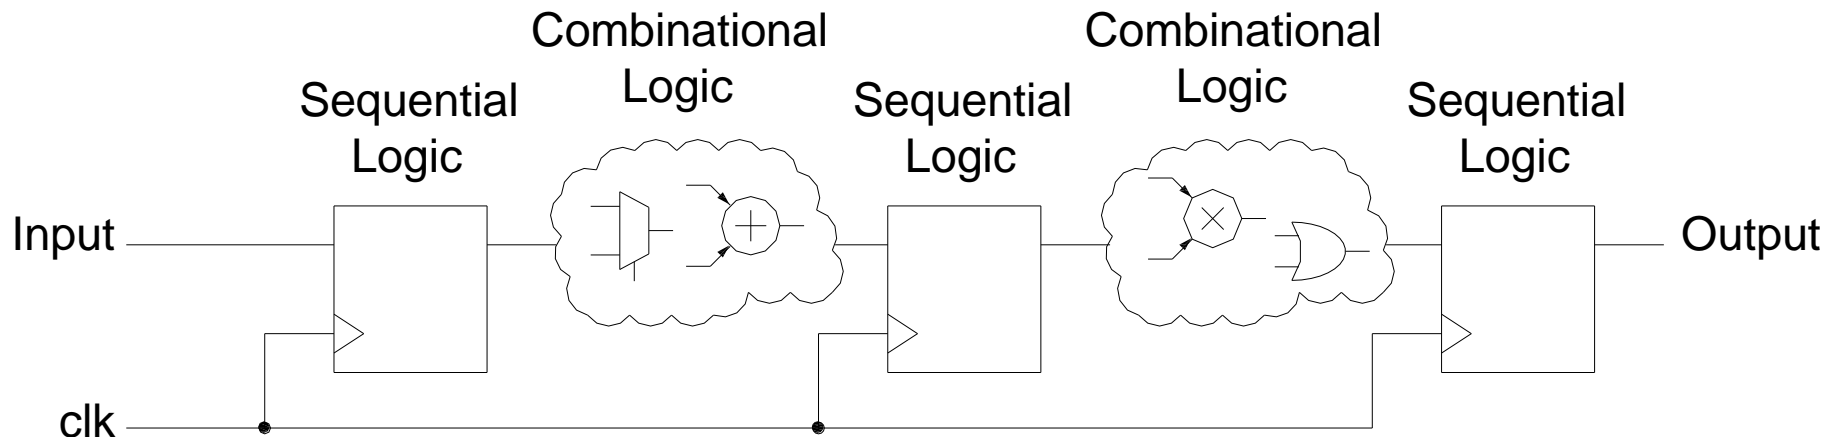 Combinational
Logic
Combinational
Logic
Sequential
Logic
Sequential
Logic
Sequential
Logic
Input
Output
clk